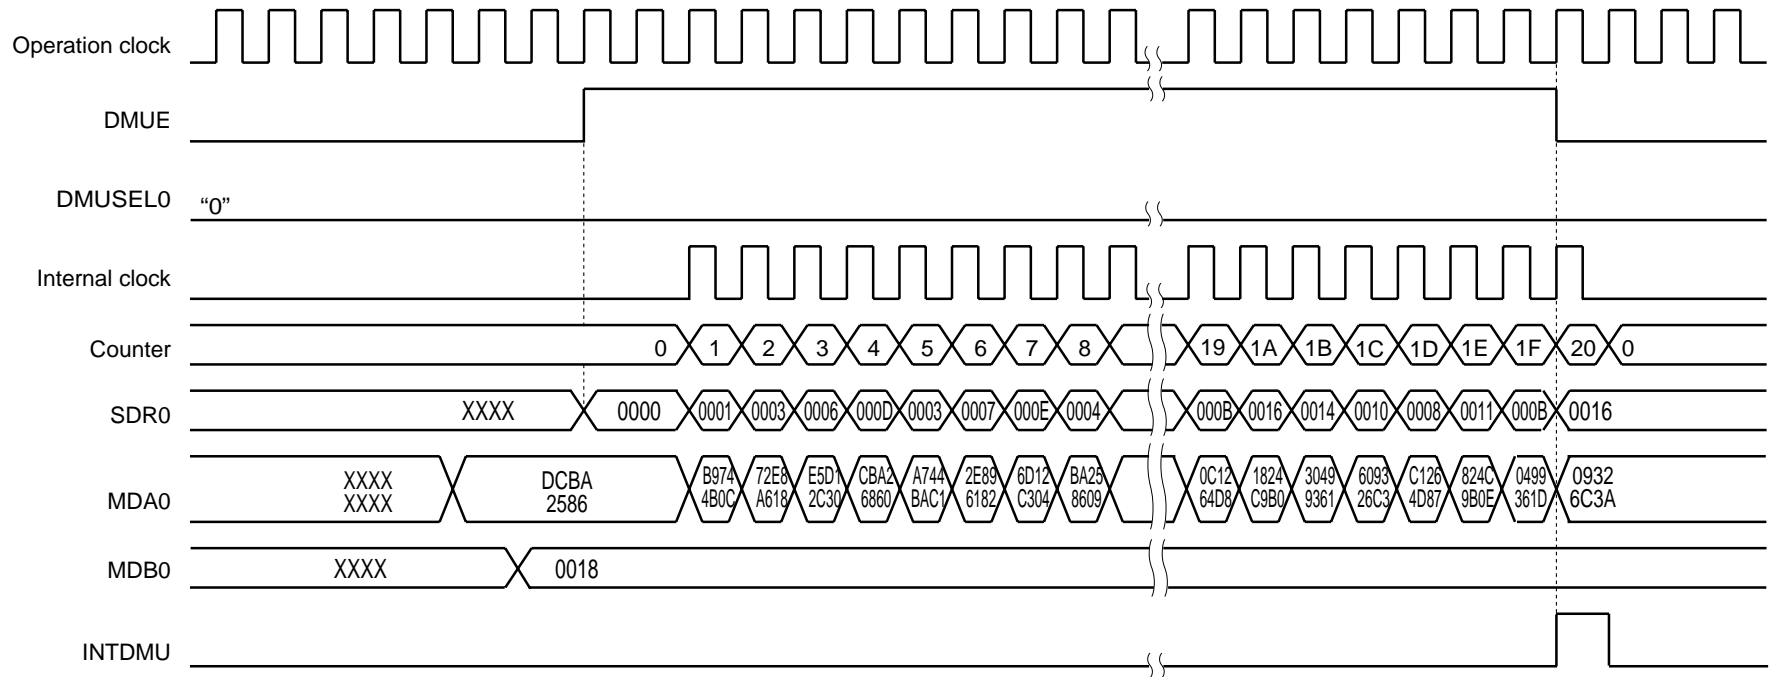 Operation clock
DMUE
DMUSEL0 “0”
Internal clock
Counter 0 1 2 3 4 5 6 7 8 19 1A 1B 1C 1D 1E 1F 20 0
SDR0 XXXX 0000 0001 0003 0006 000D 0003 0007 000E 0004 000B 0016 0014 0010 0008 0011 000B 0016
MDA0 XXXX DCBA B974 72E8 E5D1 CBA2 A744 2E89 6D12 BA25 0C12 1824 3049 6093 C126 824C 0499 0932
XXXX 2586 4B0C A618 2C30 6860 BAC1 6182 C304 8609 64D8 C9B0 9361 26C3 4D87 9B0E 361D 6C3A
MDB0 XXXX 0018
INTDMU